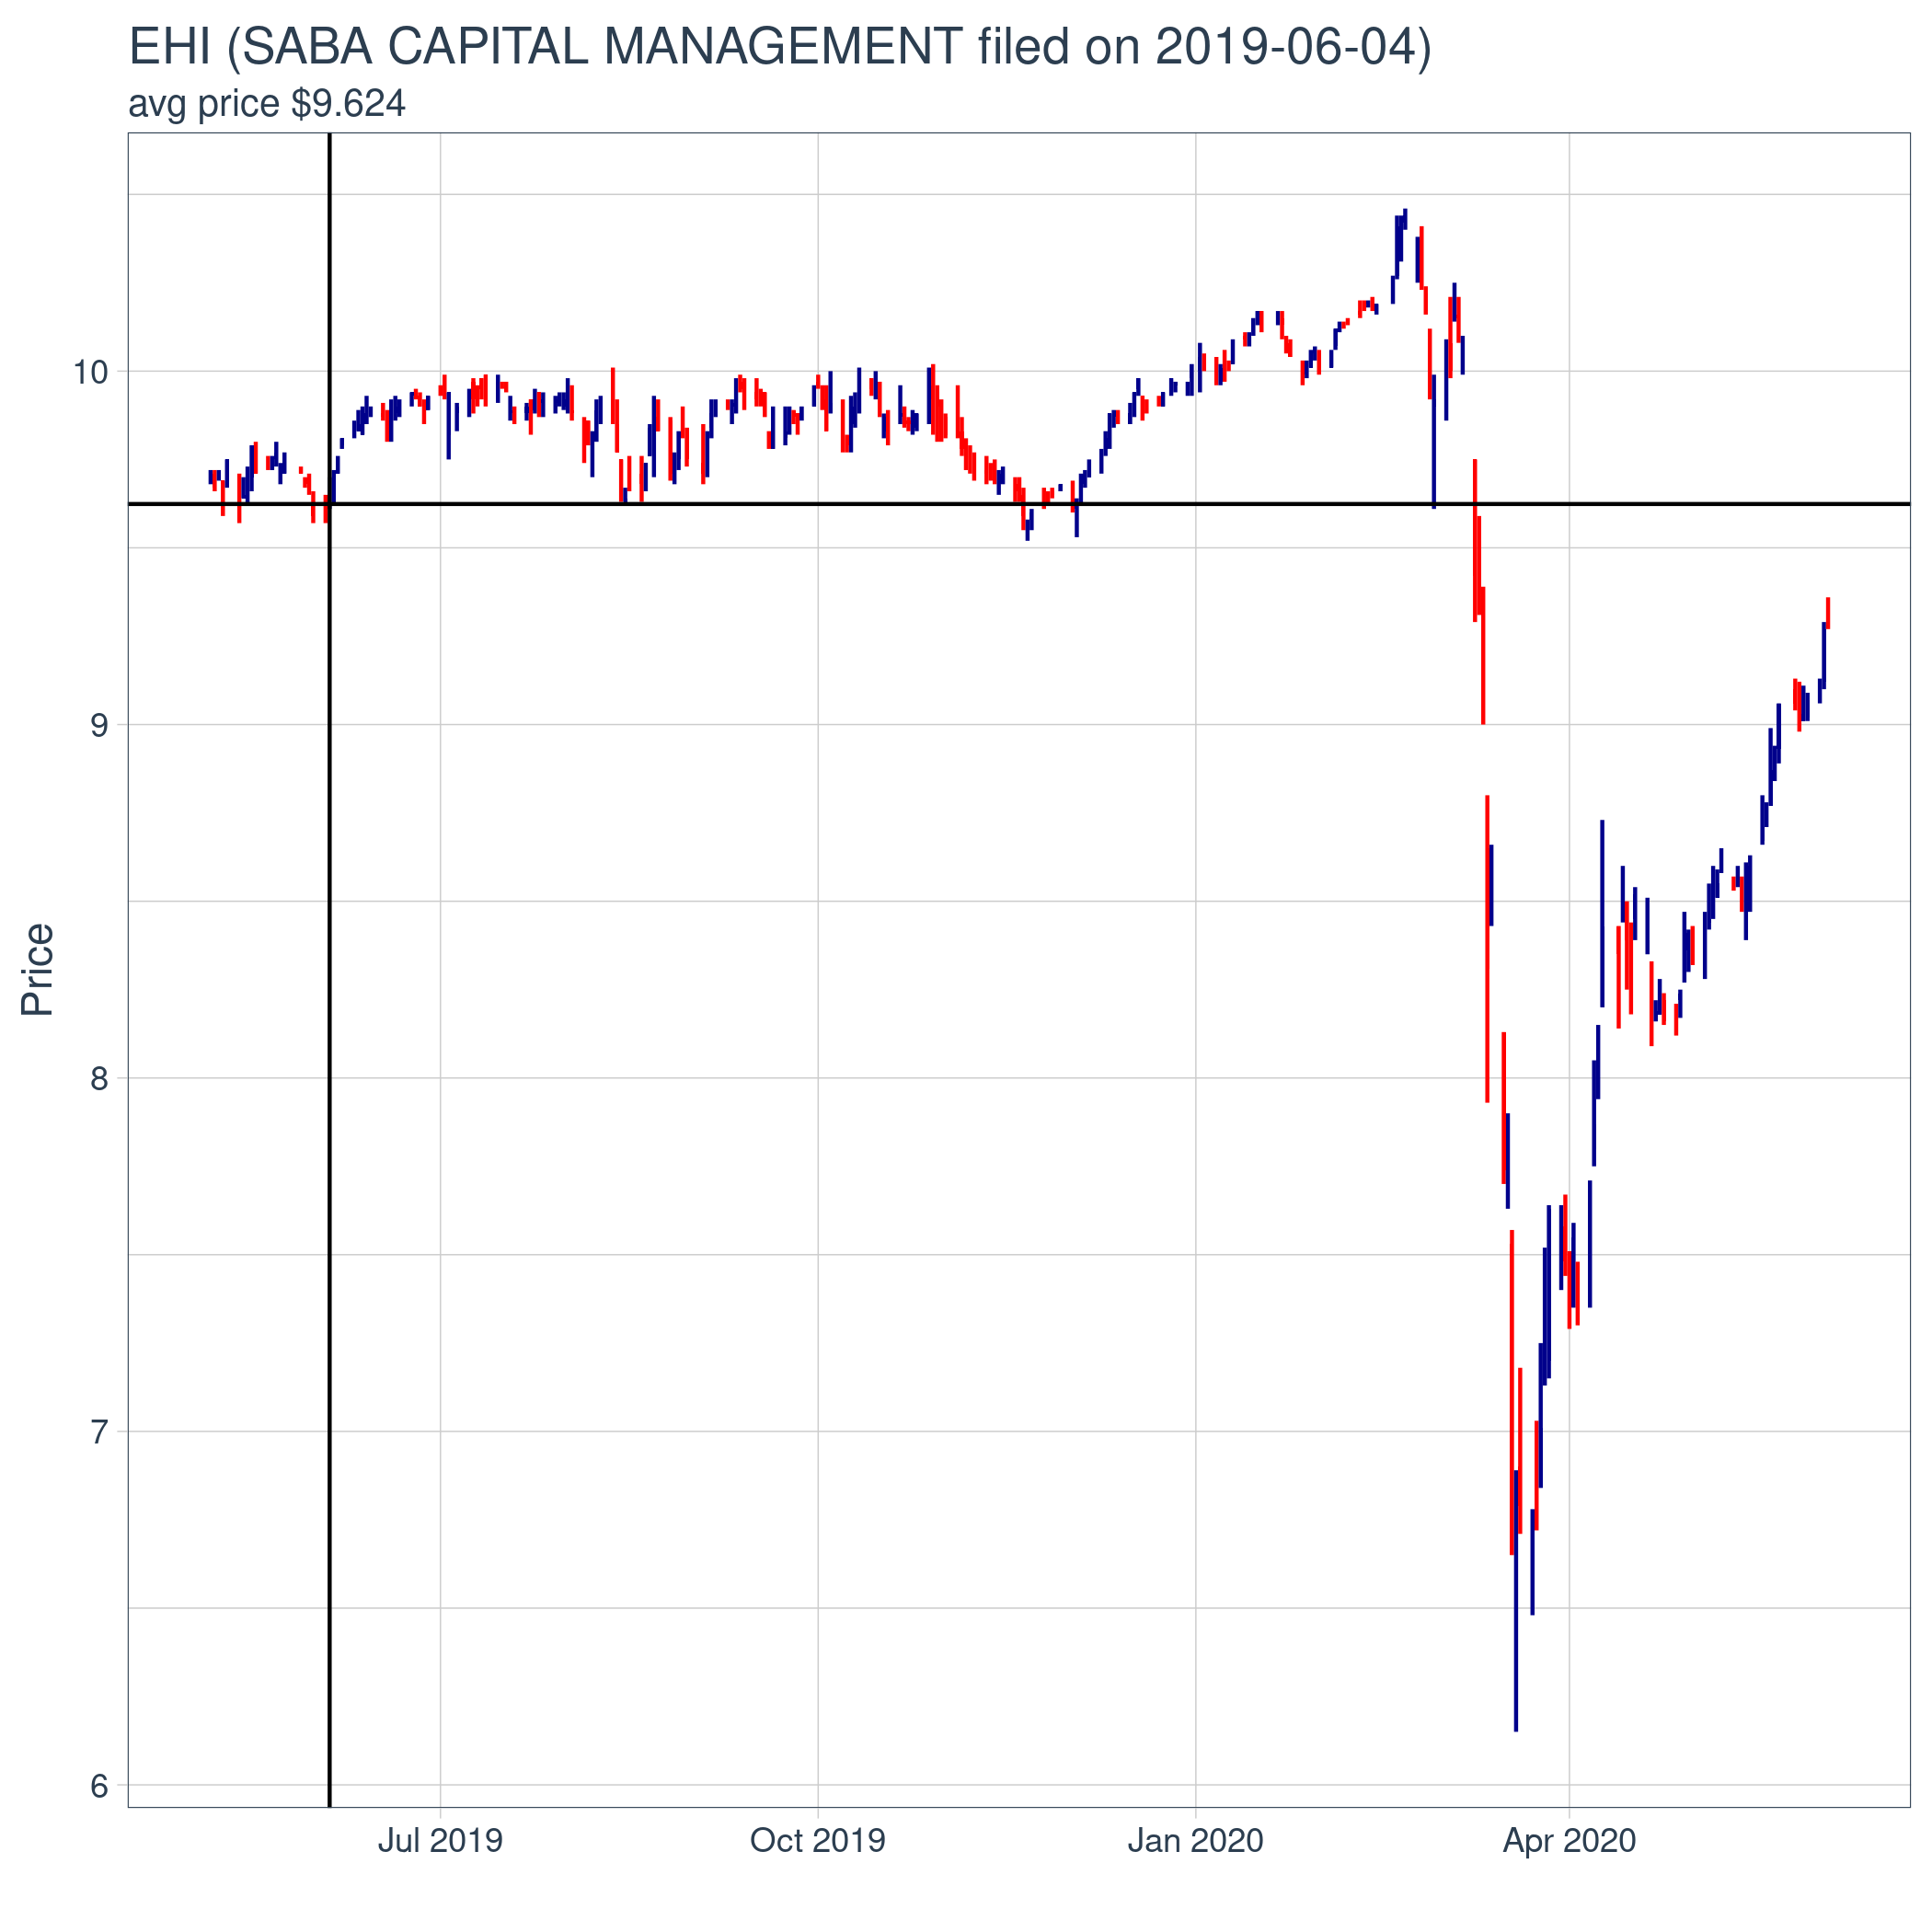 EHI (SABA CAPITAL MANAGEMENT filed on 2019-06-04)
avg price $9.624
Price
10
9
8
7
6
Jul 2019
Oct 2019
Jan 2020
Apr 2020